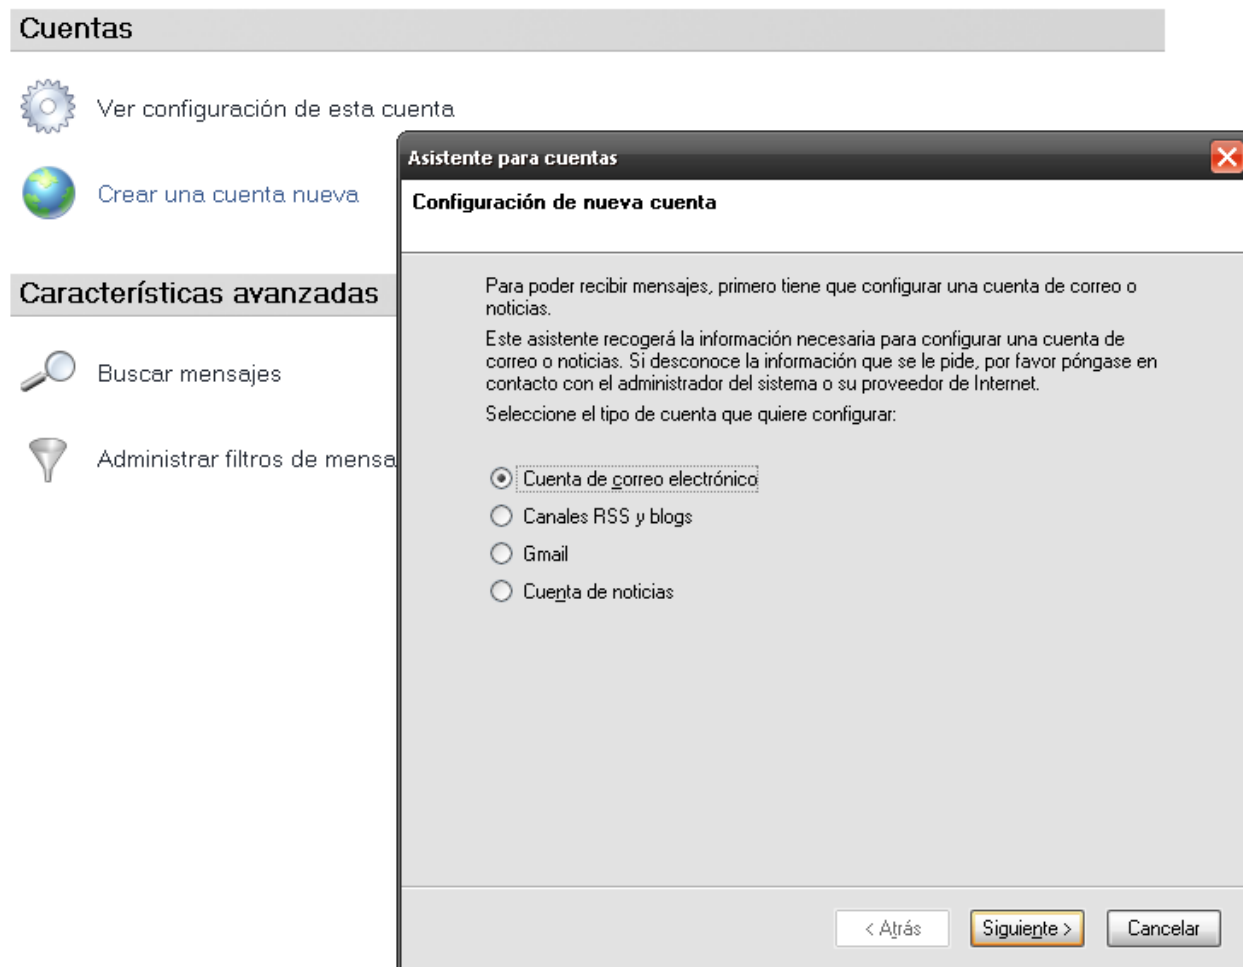 Cuentas
Ver configuración de esta cuenta
Crear una cuenta nueva
Características avanzadas
Buscar mensajes
Administrar filtros de mensa
Asistente para cuentas
Configuración de nueva cuenta
Para poder recibir mensajes, primero tiene que configurar una cuenta de correo o
noticias.
Este asistente recogerá la información necesaria para configurar una cuenta de
correo o noticias. Si desconoce la información que se le pide, por favor póngase en
contacto con el administrador del sistema o su proveedor de Internet.
Seleccione el tipo de cuenta que quiere configurar:
Cuenta de correo electrónico
Canales RSS y blogs
Gmail
Cuenta de noticias
< Atrás
Siguiente >
Cancelar